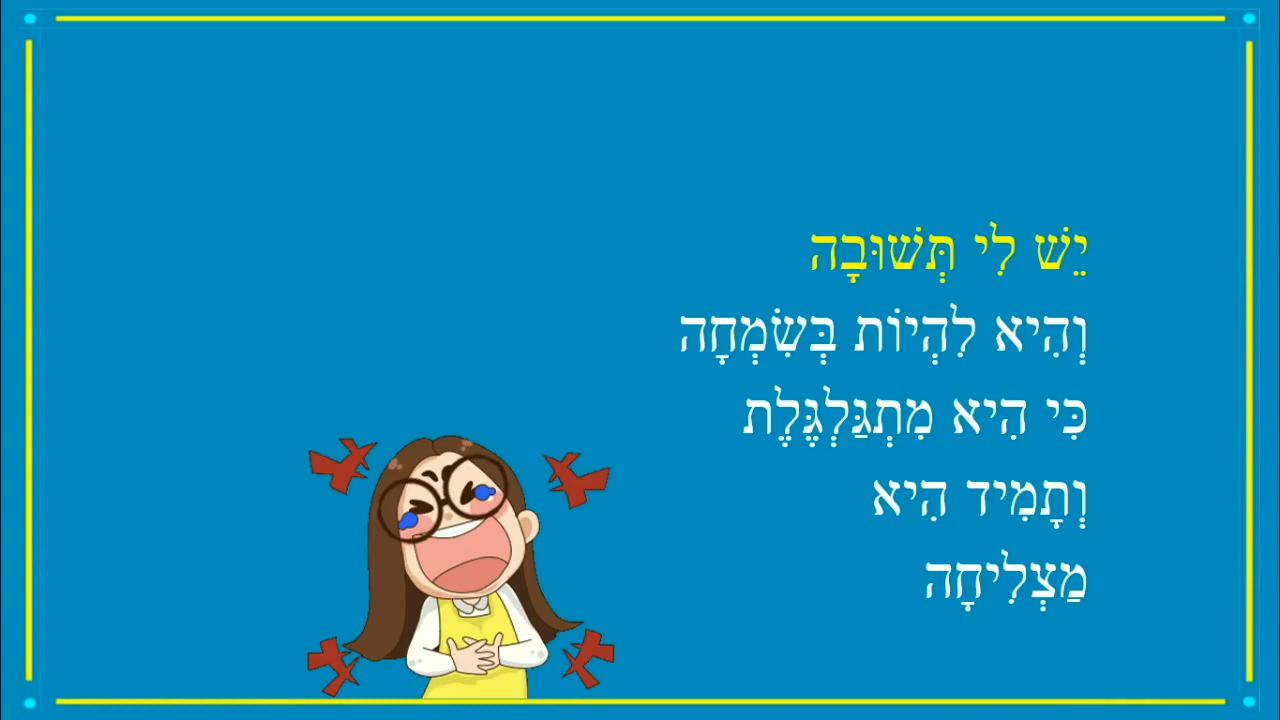 יֵשׁ לִי תְּשׁוּבָה
וְהִיא לִהְיוֹת בְּשִׂמְחָה
כִּי הִיא מִתְגַּלְגֶּלֶת
וְתָמִיד הִיא
מַצְלִיחָה